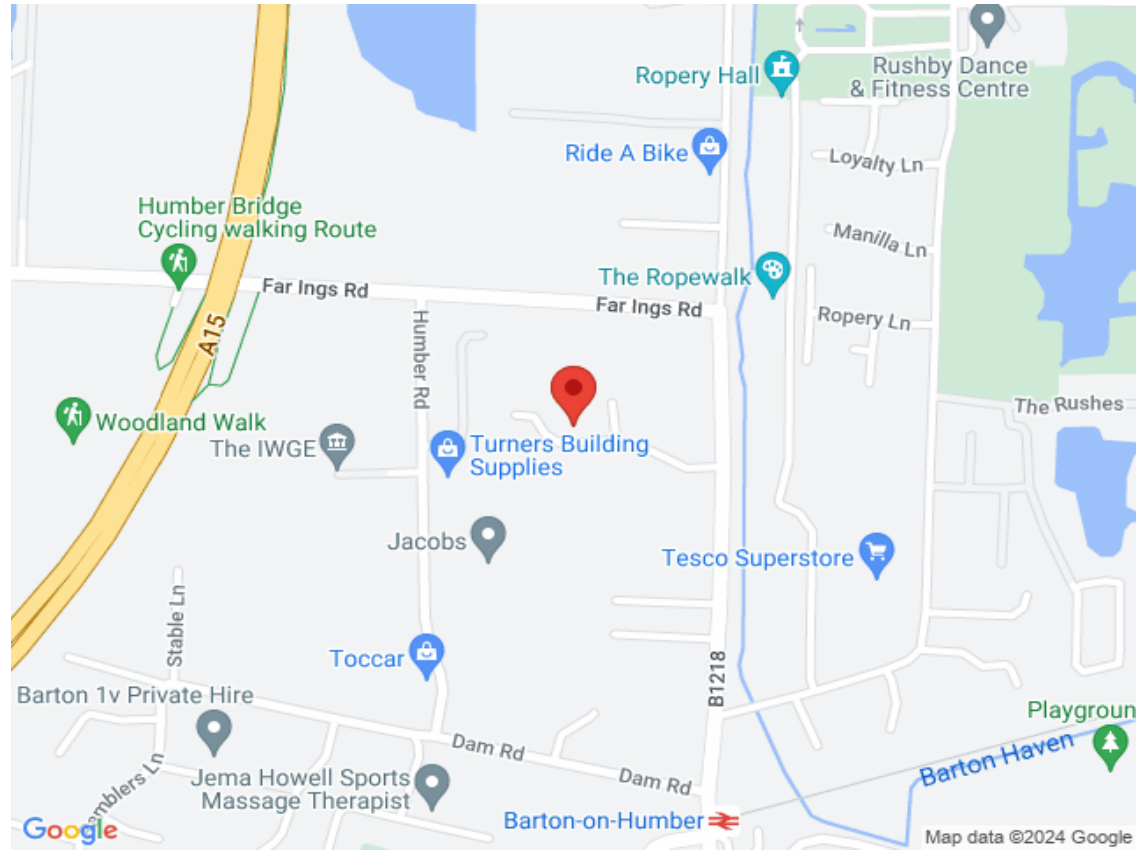 Ropery Hall
Rushby Dance
& Fitness Centre
Ride A Bike
Loyalty Ln
Humber Bridge
Cycling walking Route
Manilla Ln
The Ropewalk
Far Ings Rd
Far Ings Rd
Ropery Ln
A15
Humber Rd
The Rushes
Woodland Walk
The IWGE
Turners Building
Supplies
Jacobs
Tesco Superstore
Stable Ln
Toccar
B1218
Barton 1v Private Hire
Playgroun
Dam Rd
Barton Haven
Jema Howell Sports
Massage Therapist
Dam Rd
emblers Ln
Barton-on-Humber
Google
Map data ©2024 Google